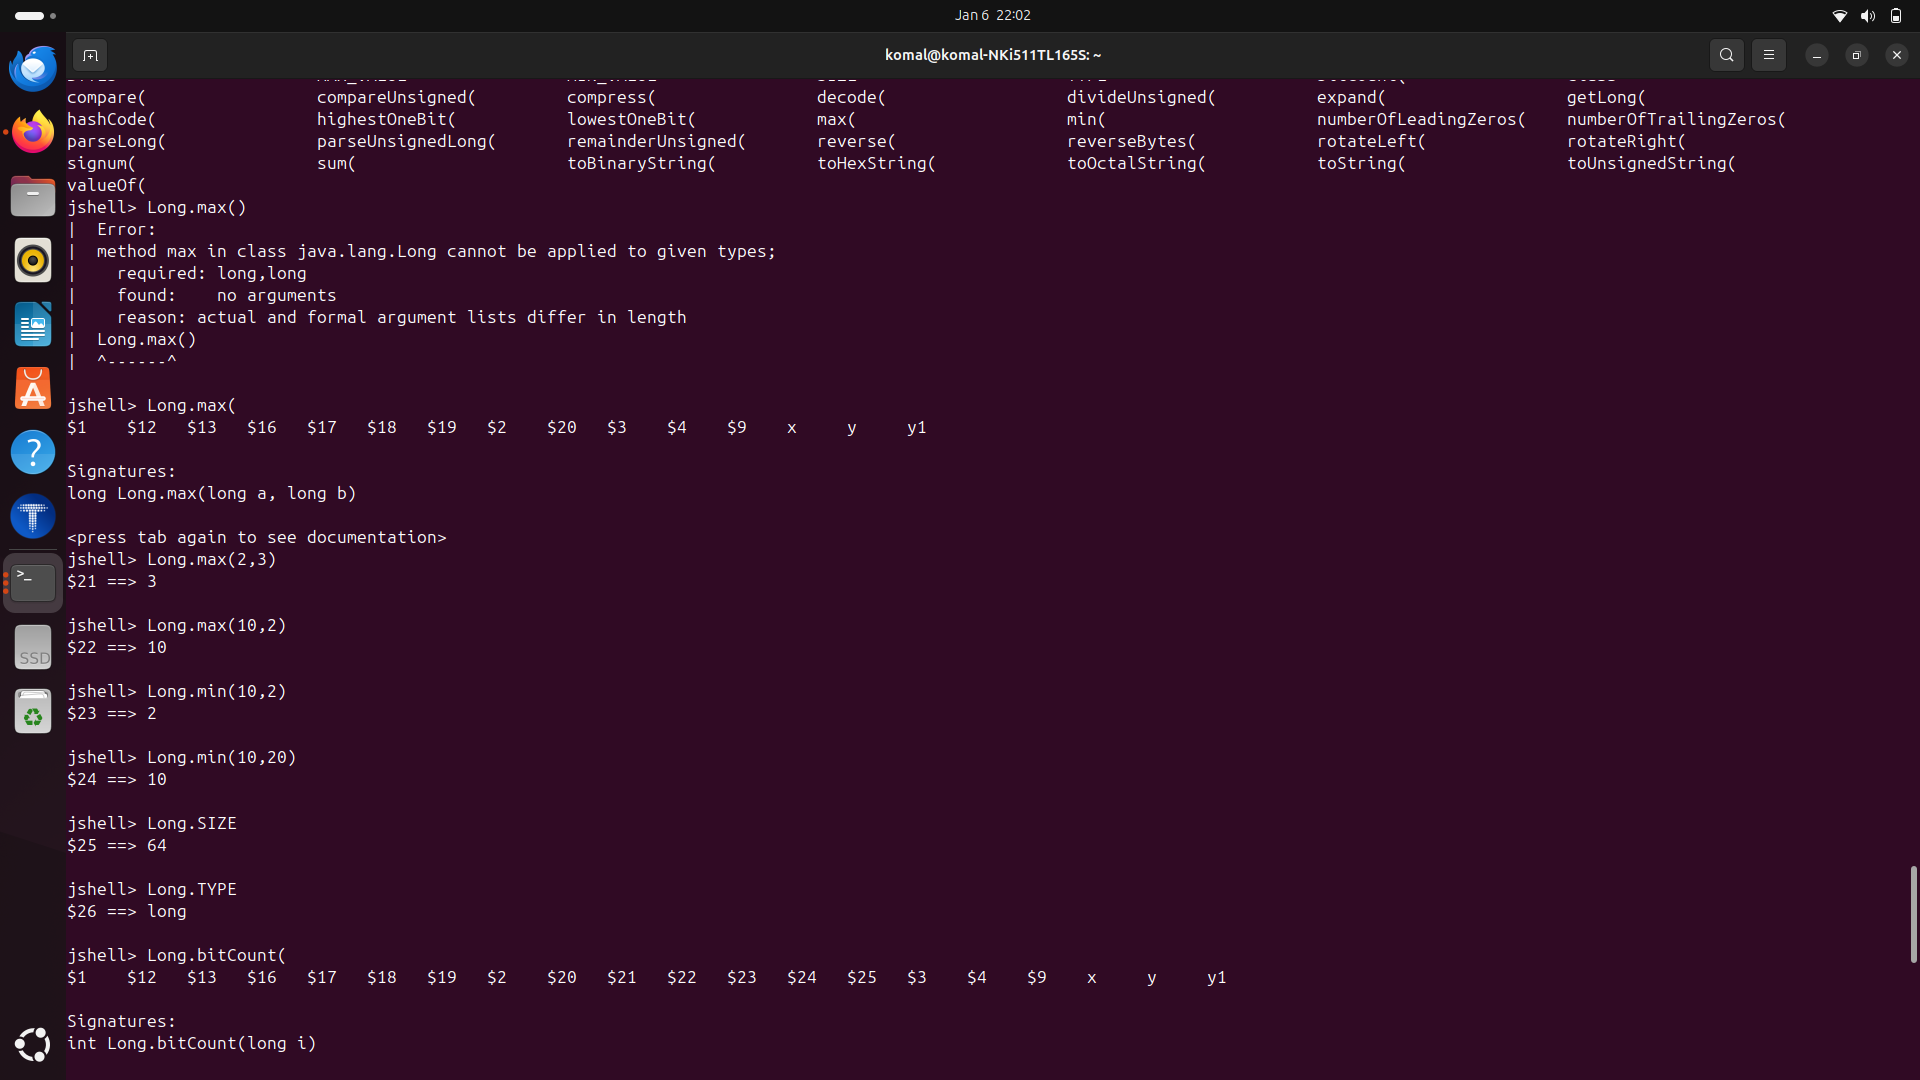 Jan 6 22:02
komal@komal-NKi511TL165S: ~
compare( compareUnsigned( compress( decode( divideUnsigned( expand( getLong(
hashCode( highestOneBit( lowestOneBit( max( min( numberOfLeadingZeros( numberOfTrailingZeros(
parseLong( parseUnsignedLong( remainderUnsigned( reverse( reverseBytes( rotateLeft( rotateRight(
signum( sum( toBinaryString( toHexString( toOctalString( toString( toUnsignedString(
valueOf(
jshell> Long.max()
| Error:
| method max in class java.lang.Long cannot be applied to given types;
| required: long,long
| found: no arguments
| reason: actual and formal argument lists differ in length
| Long.max()
| ^------^
jshell> Long.max(
$1 $12 $13 $16 $17 $18 $19 $2 $20 $3 $4 $9 x y y1
Signatures:
long Long.max(long a, long b)
<press tab again to see documentation>
jshell> Long.max(2,3)
$21 ==> 3
jshell> Long.max(10,2)
$22 ==> 10
jshell> Long.min(10,2)
$23 ==> 2
jshell> Long.min(10,20)
$24 ==> 10
jshell> Long.SIZE
$25 ==> 64
jshell> Long.TYPE
$26 ==> long
jshell> Long.bitCount(
$1 $12 $13 $16 $17 $18 $19 $2 $20 $21 $22 $23 $24 $25 $3 $4 $9 x y y1
Signatures:
int Long.bitCount(long i)
SSD